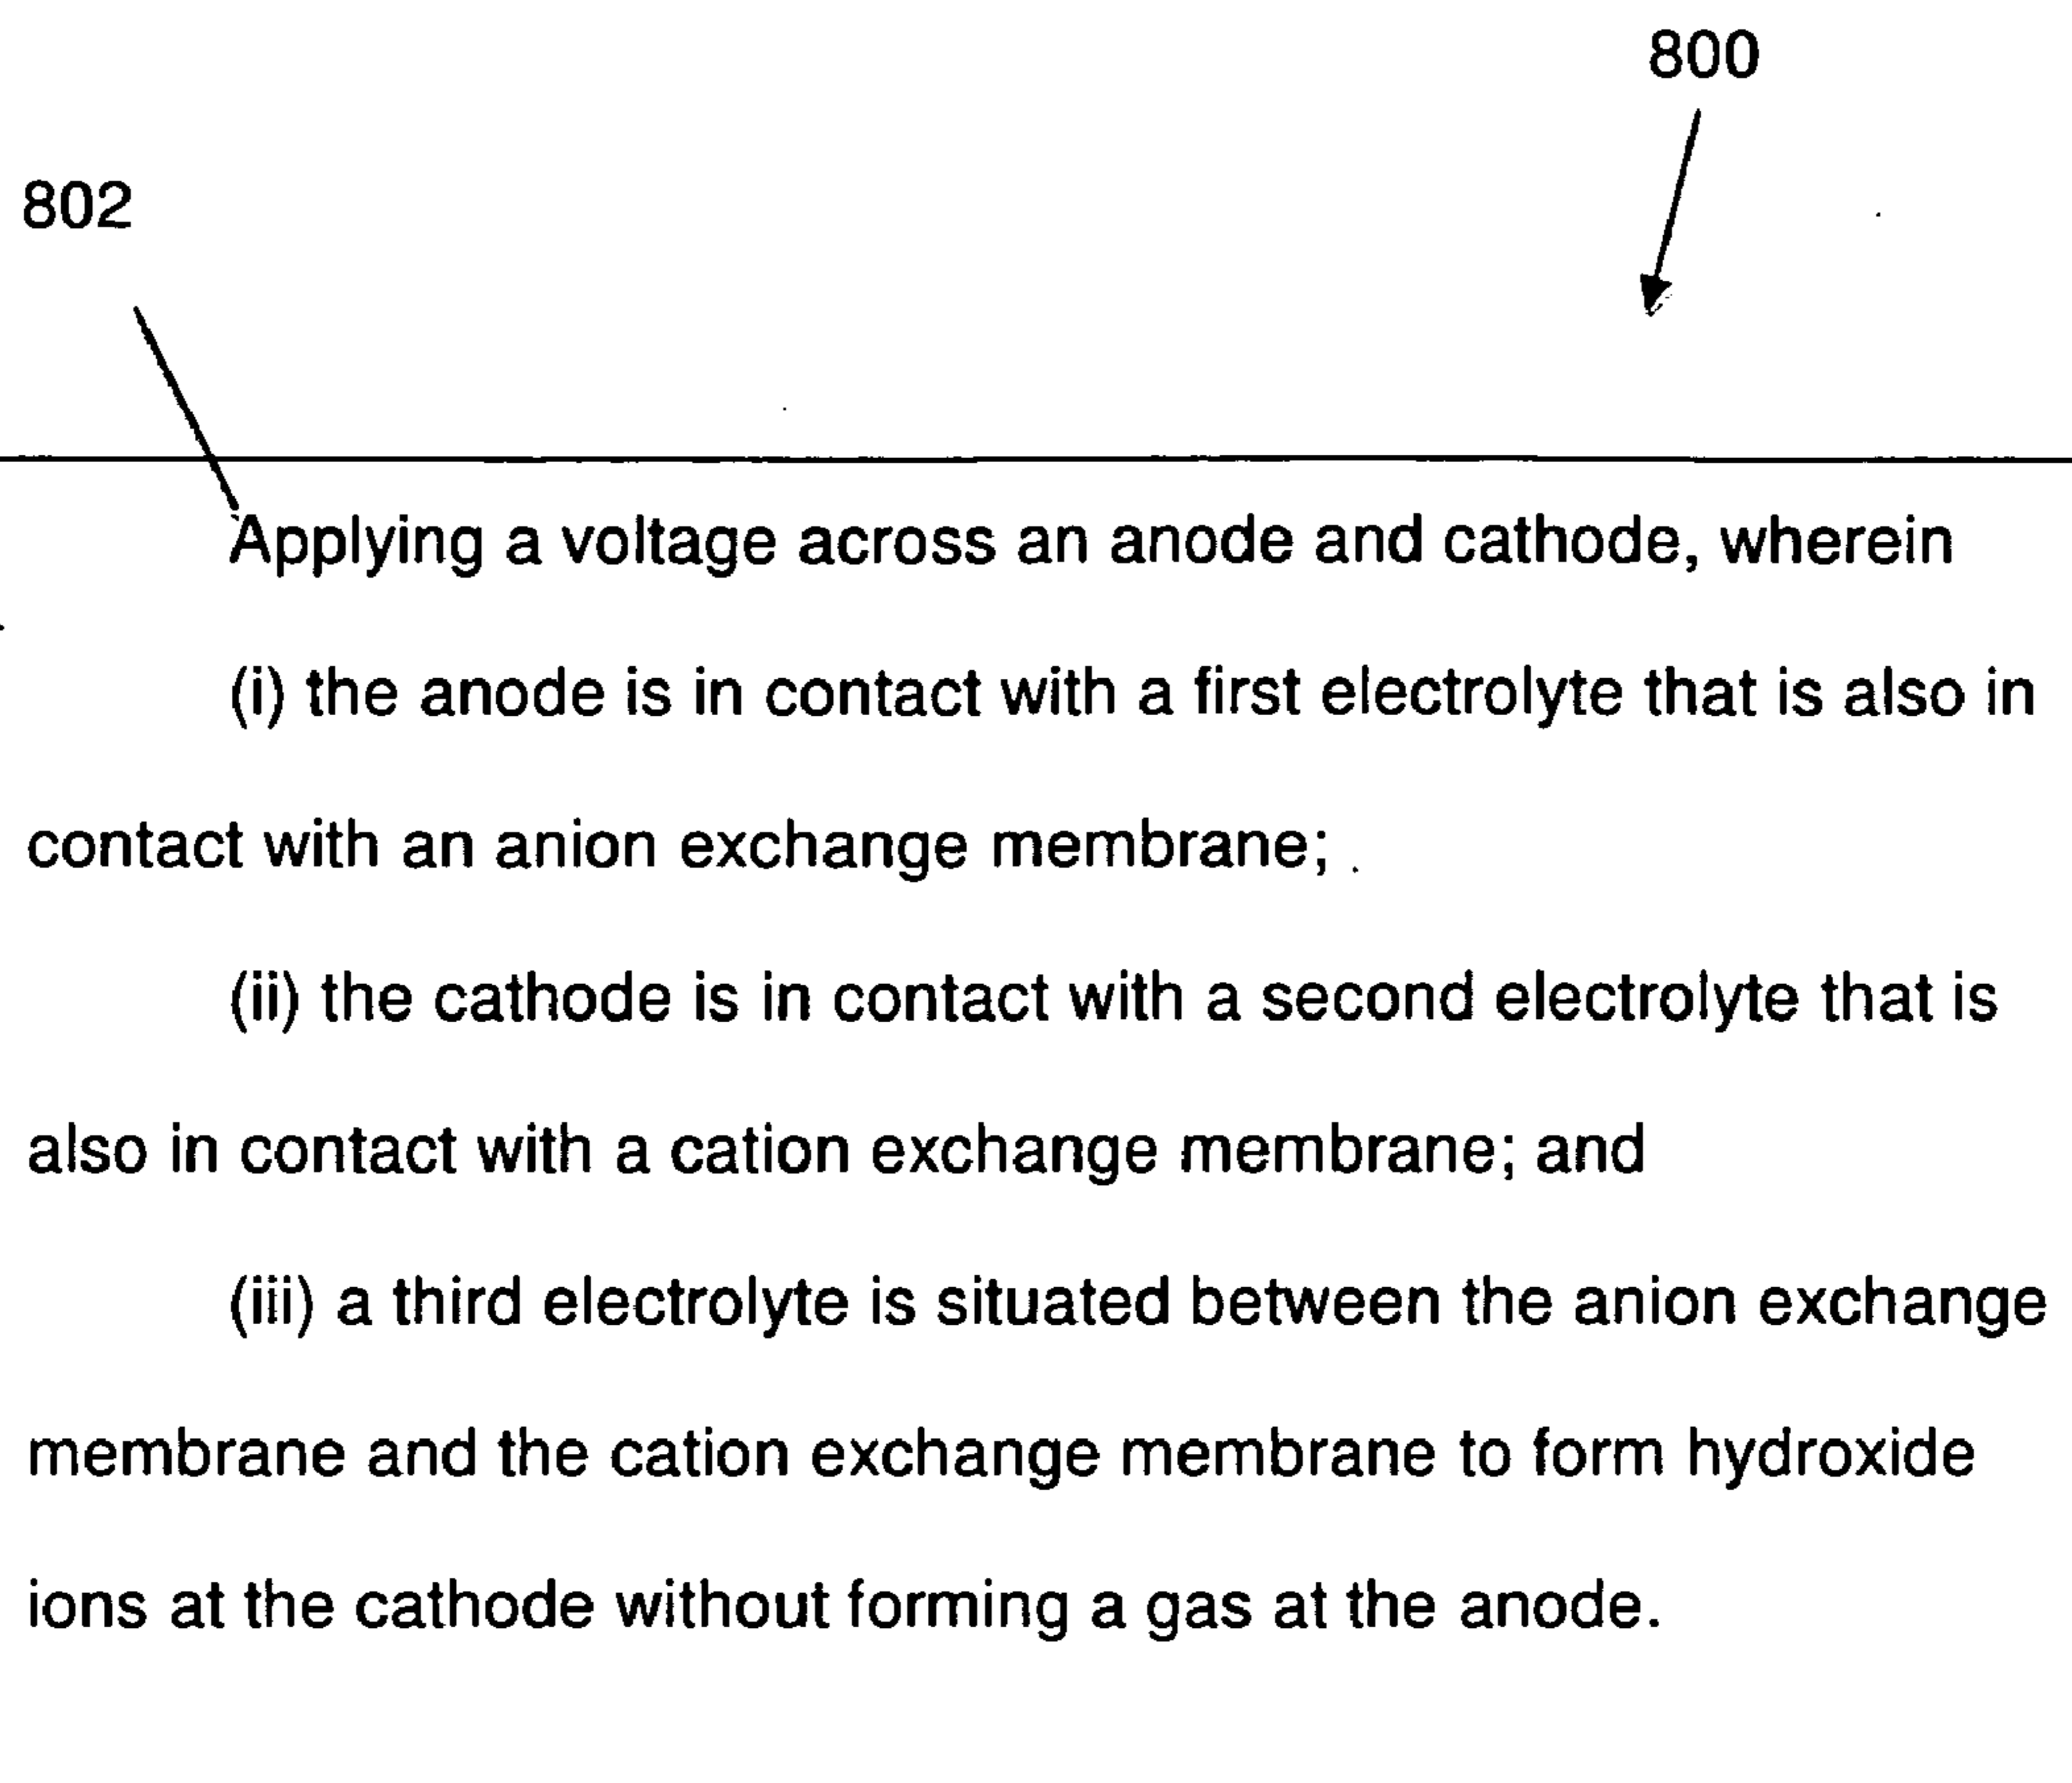 800
802
Applying a voltage across an anode and cathode, wherein
(i) the anode is in contact with a first electrolyte that is also in
contact with an anion exchange membrane;
(ii) the cathode is in contact with a second electrolyte that is
also in contact with a cation exchange membrane; and
(iii) a third electrolyte is situated between the anion exchange
membrane and the cation exchange membrane to form hydroxide
ions at the cathode without forming a gas at the anode.